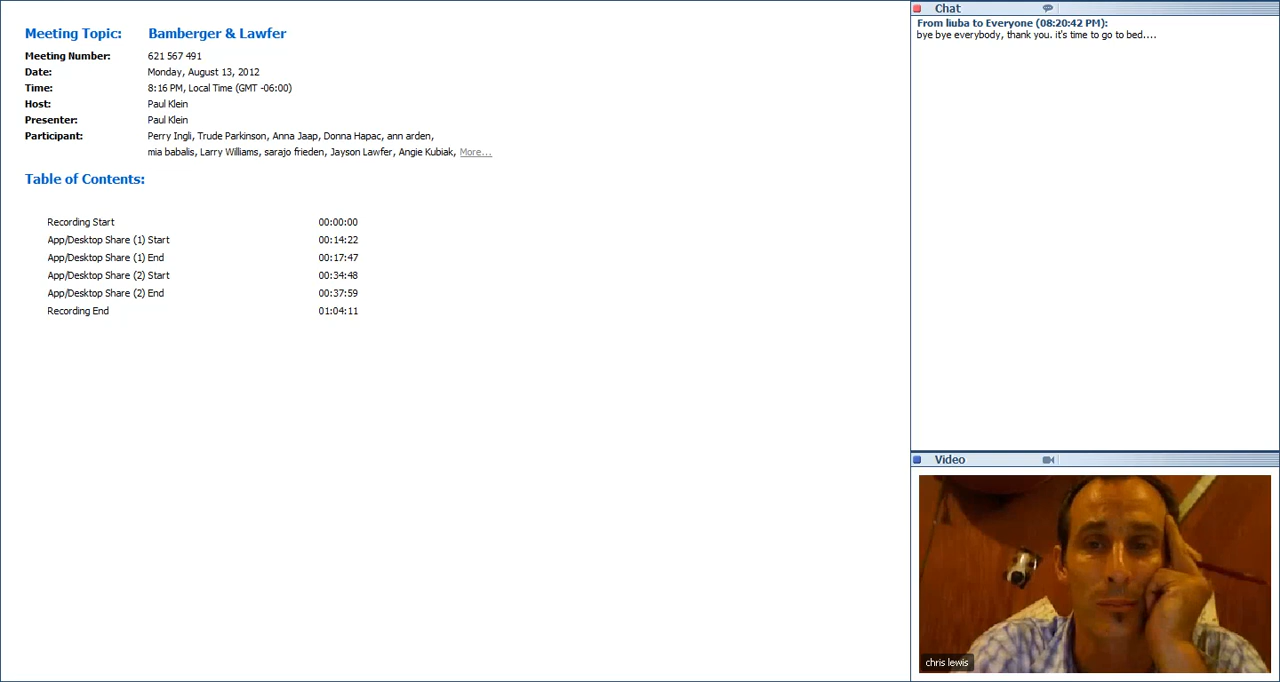 Meeting Topic: Bamberger & Lawfer
Meeting Number: 621 567 491
Date: Monday, August 13, 2012
Time: 8:16 PM, Local Time (GMT -06:00)
Host: Paul Klein
Presenter: Paul Klein
Participant: Perry Ingli, Trude Parkinson, Anna Jaap, Donna Hapac, ann arden,
mia babalis, Larry Williams, sarajo frieden, Jayson Lawfer, Angie Kubiak, More...
Table of Contents:
Recording Start 00:00:00
App/Desktop Share (1) Start 00:14:22
App/Desktop Share (1) End 00:17:47
App/Desktop Share (2) Start 00:34:48
App/Desktop Share (2) End 00:37:59
Recording End 01:04:11
Chat
From liuba to Everyone (08:20:42 PM):
bye bye everybody, thank you. it's time to go to bed....
Video
chris lewis